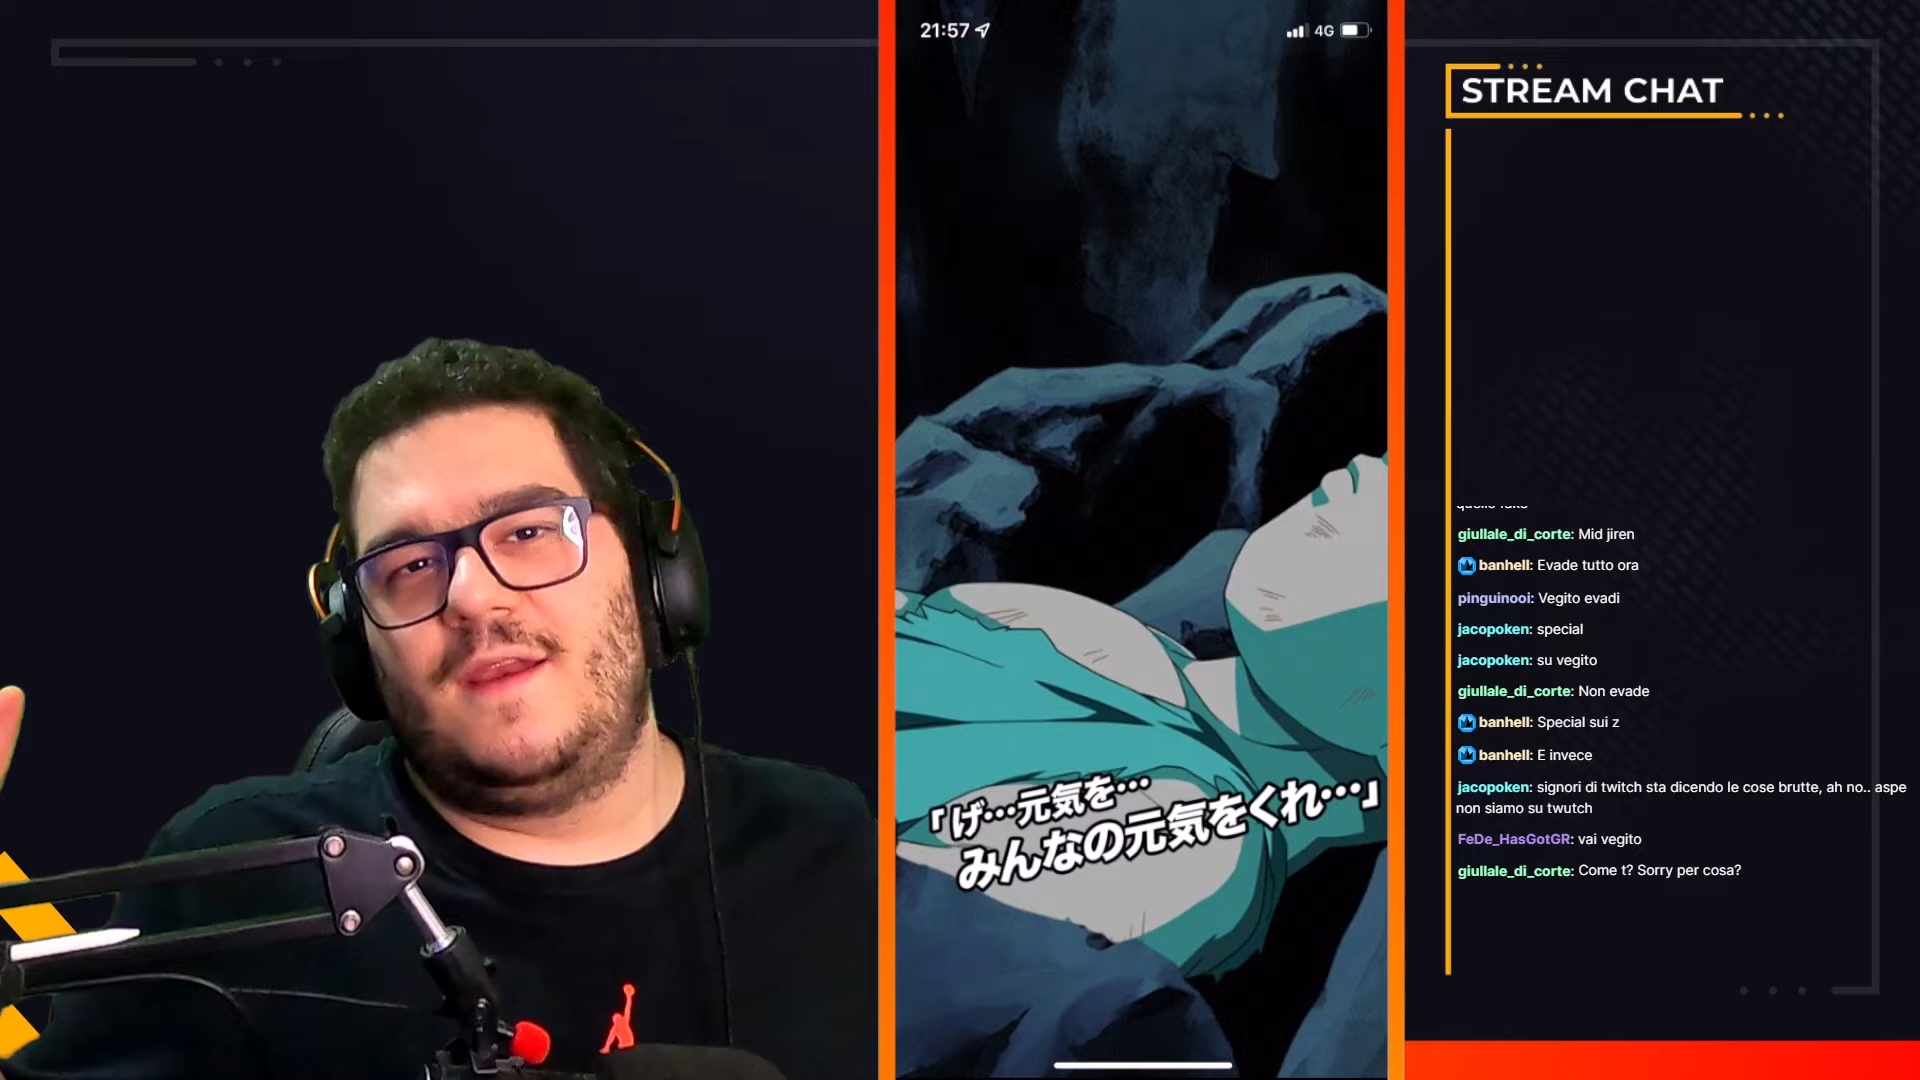 21:57
4G
「げ…元気を…
みんなの元気をくれ…」
STREAM CHAT
giullale_di_corte: Mid jiren
banhell: Evade tutto ora
pinguinooi: Vegito evadi
jacopoken: special
jacopoken: su vegito
giullale_di_corte: Non evade
banhell: Special sui z
banhell: E invece
jacopoken: signori di twitch sta dicendo le cose brutte, ah no.. aspe
non siamo su twutch
FeDe_HasGotGR: vai vegito
giullale_di_corte: Come t? Sorry per cosa?